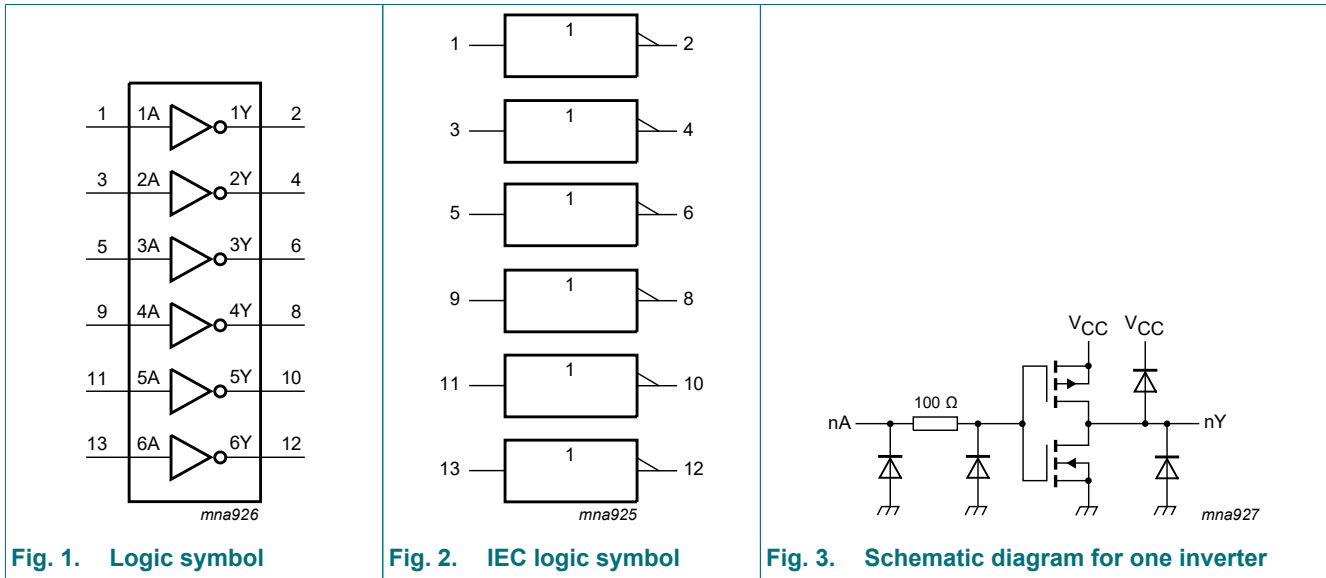 1 1A 1Y 2
3 2A 2Y 4
5 3A 3Y 6
9 4A 4Y 8
11 5A 5Y 10
13 6A 6Y 12
mna926
Fig. 1. Logic symbol
1 1 2
3 1 4
5 1 6
9 1 8
11 1 10
13 1 12
mna925
Fig. 2. IEC logic symbol
VCC VCC
100 Ω
nA nY
mna927
Fig. 3. Schematic diagram for one inverter